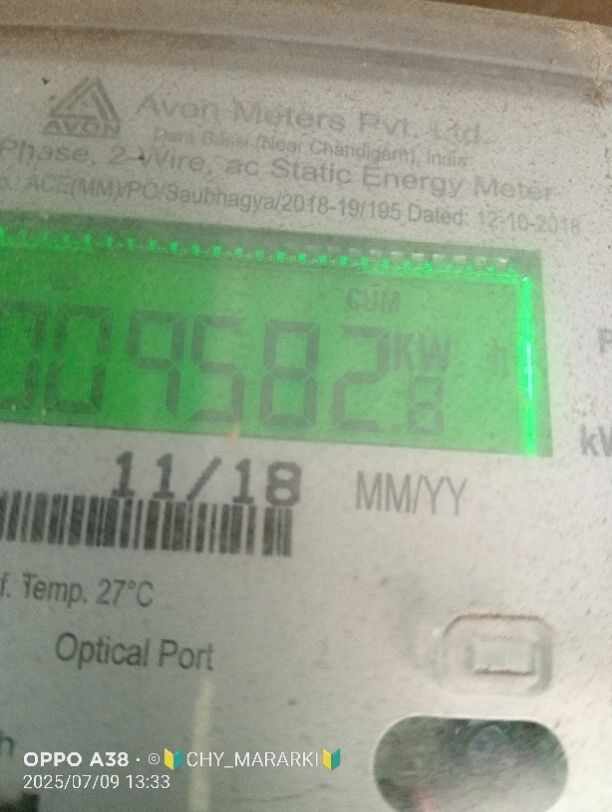 AVON
Avon Meters Pvt. Ltd.
Dera Bassi (Near Chandigarh), India
Phase, 2-Wire, ac Static Energy Meter
ACE(MM)/PO/Saubhagya/2018-19/195 Dated: 12-10-2018
CUM
009582.8 KW h
11/18 MM/YY
f. Temp. 27°C
Optical Port
OPPO A38 · ©🔰CHY_MARARKI🔰
2025/07/09 13:33